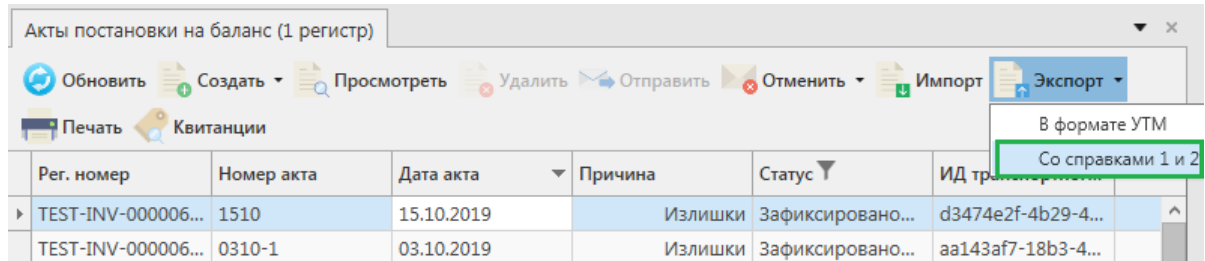 Акты постановки на баланс (1 регистр)
Обновить Создать Просмотреть Удалить Отправить Отменить Импорт Экспорт
Печать Квитанции В формате УТМ
Со справками 1 и 2
Рег. номер Номер акта Дата акта Причина Статус ИД
TEST-INV-000006... 1510 15.10.2019 Излишки Зафиксировано... d3474e2f-4b29-4...
TEST-INV-000006... 0310-1 03.10.2019 Излишки Зафиксировано... aa143af7-18b3-4...